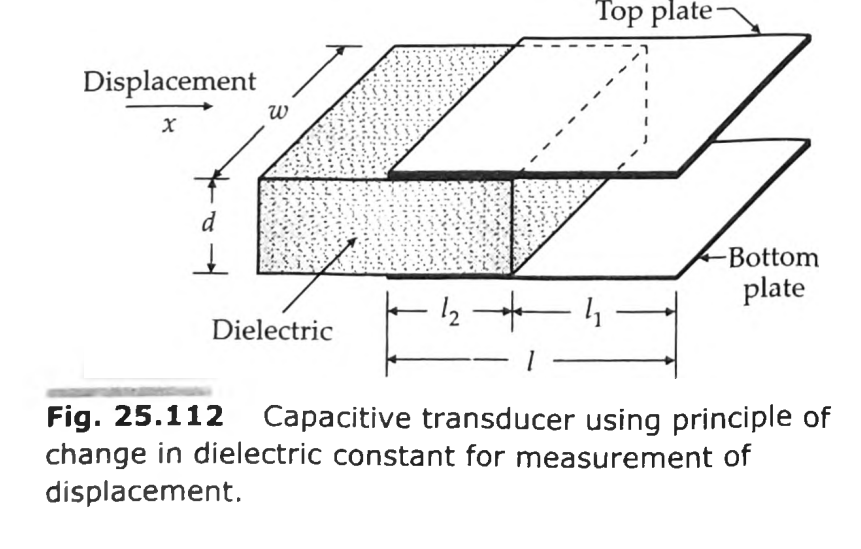 Top plate
Displacement
x
w
d
Bottom
plate
l₂
l₁
Dielectric
l
Fig. 25.112 Capacitive transducer using principle of
change in dielectric constant for measurement of
displacement.